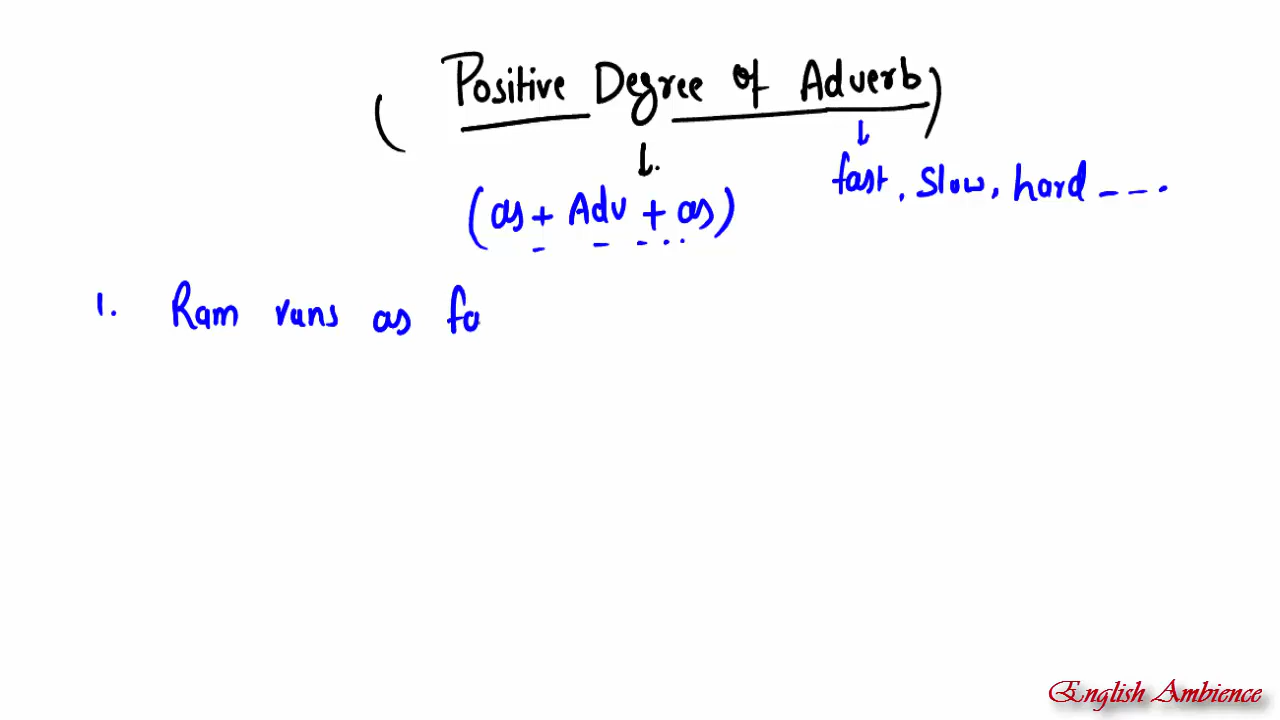 ( Positive Degree of Adverb )
fast, Slow, hard ---.
(as + Adv + as)
1. Ram runs as fa
English Ambience